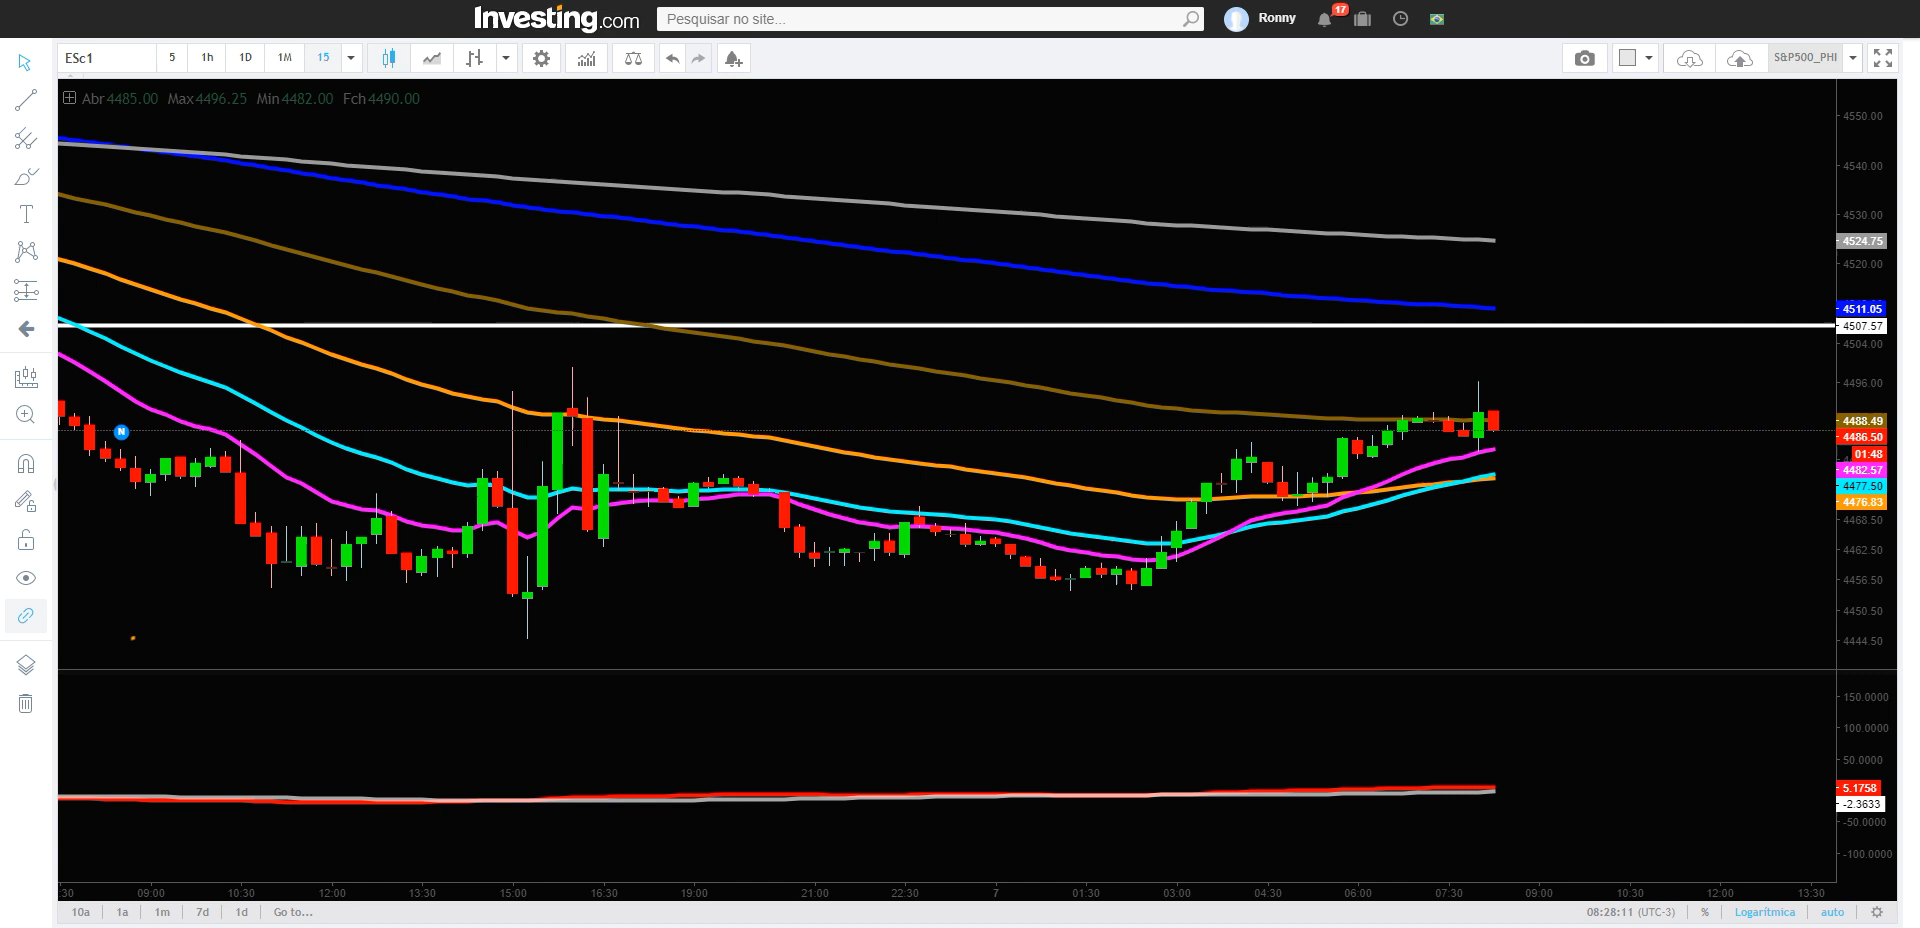 Investing.com
Pesquisar no site...
Ronny
17
ESc1
5
1h
1D
1M
15
S&P500_PHI
Abr 4485.00 Max 4496.25 Min 4482.00 Fch 4490.00
N
4550.00
4540.00
4530.00
4524.75
4520.00
4511.05
4507.57
4504.00
4496.00
4488.49
4486.50
01:48
4482.57
4477.50
4476.83
4468.50
4462.50
4456.50
4450.50
4444.50
150.0000
100.0000
50.0000
5.1758
-2.3633
-50.0000
-100.0000
:30
09:00
10:30
12:00
13:30
15:00
16:30
19:00
21:00
22:30
7
01:30
03:00
04:30
06:00
07:30
09:00
10:30
12:00
13:30
10a
1a
1m
7d
1d
Go to...
08:28:11 (UTC-3)
%
Logarítmica
auto